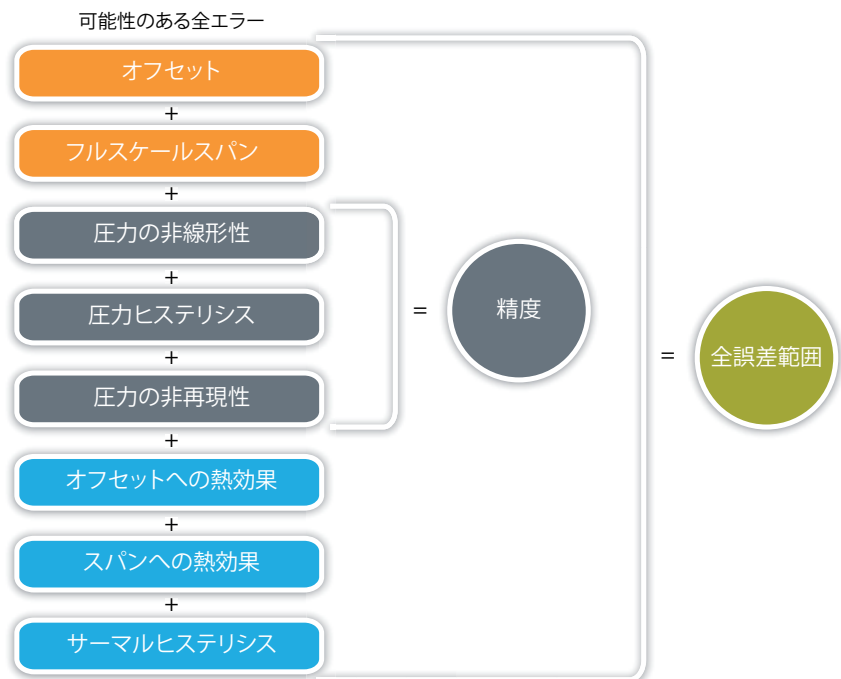 可能性のある全エラー
オフセット
+
フルスケールスパン
+
圧力の非線形性
+
圧力ヒステリシス
+
圧力の非再現性
+
オフセットへの熱効果
+
スパンへの熱効果
+
サーマルヒステリシス
=
精度
=
全誤差範囲